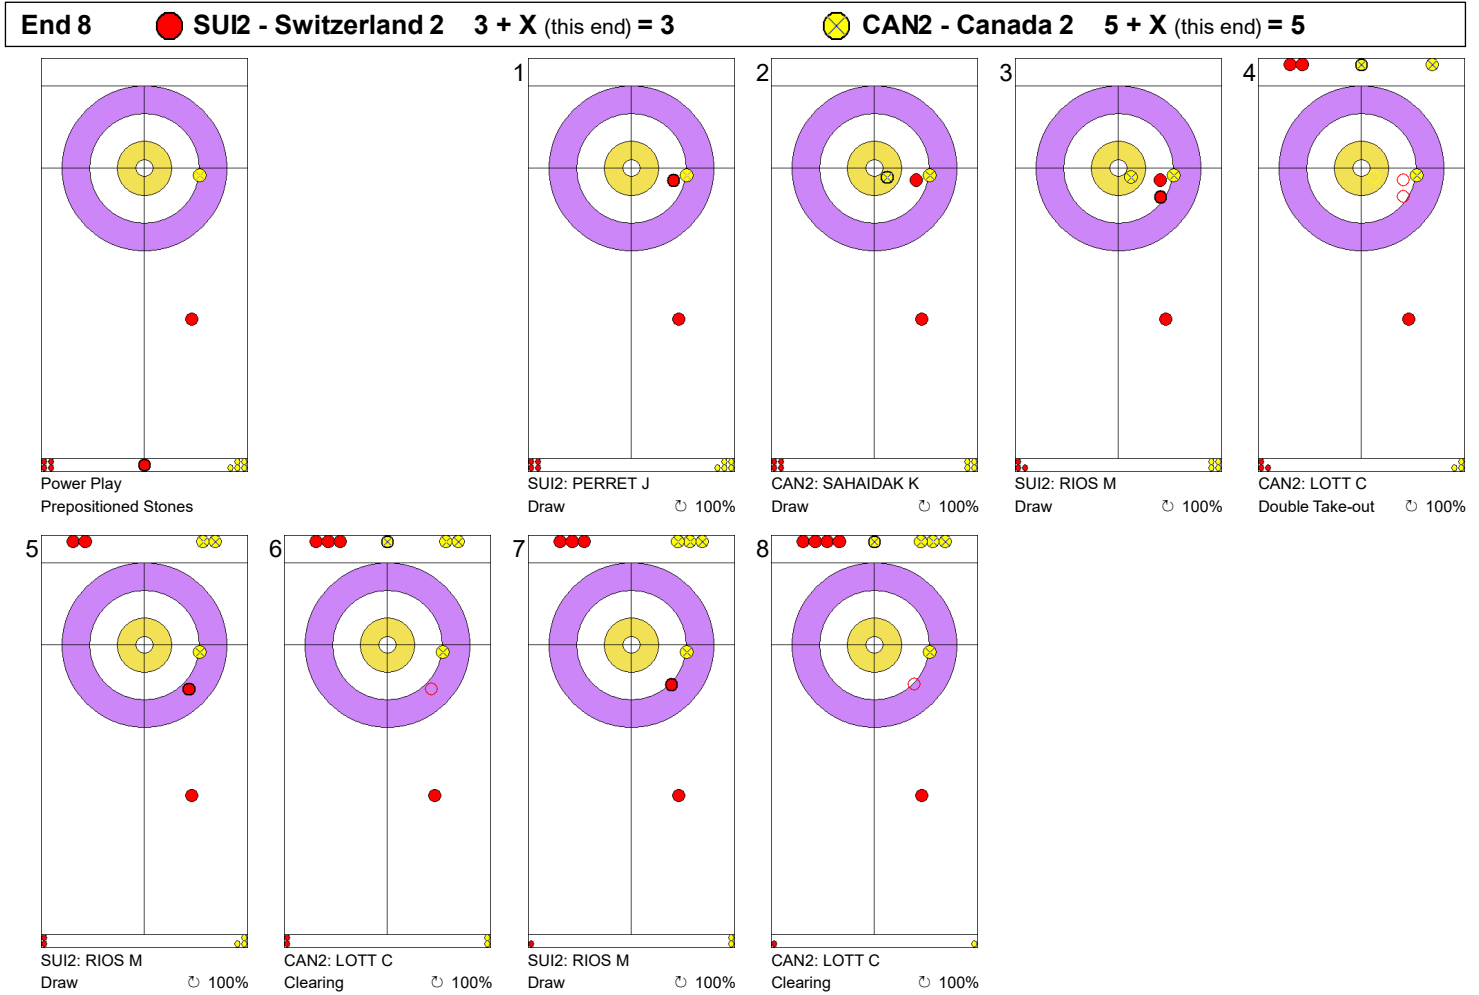 End 8 SUI2 - Switzerland 2 3 + X (this end) = 3 CAN2 - Canada 2 5 + X (this end) = 5
1 2 3 4
Power Play SUI2: PERRET J CAN2: SAHAIDAK K SUI2: RIOS M CAN2: LOTT C
Prepositioned Stones Draw ↻ 100% Draw ↻ 100% Draw ↻ 100% Double Take-out ↻ 100%
5 6 7 8
SUI2: RIOS M CAN2: LOTT C SUI2: RIOS M CAN2: LOTT C
Draw ↻ 100% Clearing ↻ 100% Draw ↻ 100% Clearing ↻ 100%